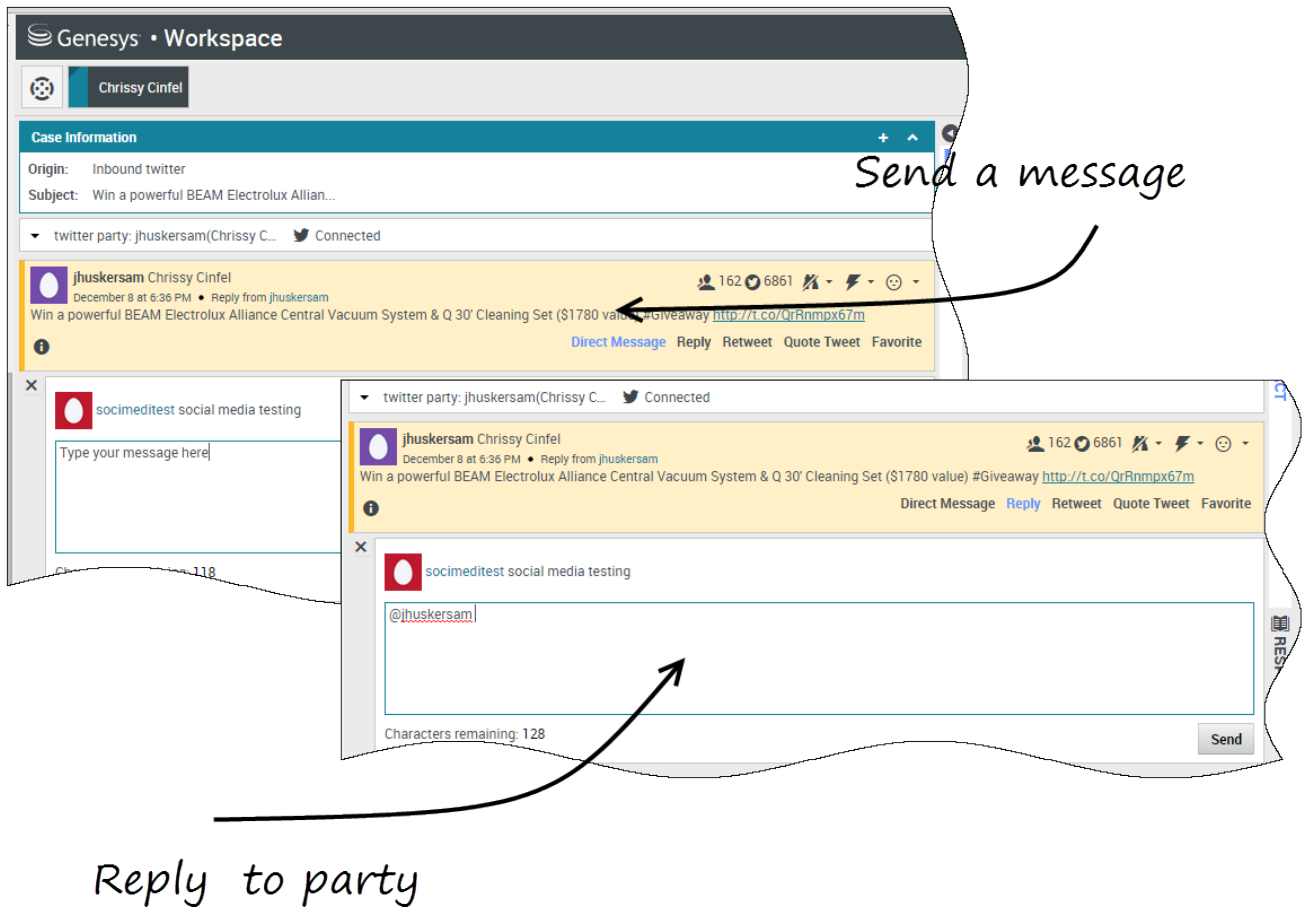 Genesys • Workspace
Chrissy Cinfel
Case Information
Origin: Inbound twitter
Subject: Win a powerful BEAM Electrolux Allian...
Send a message
twitter party: jhuskersam(Chrissy C... Connected
jhuskersam Chrissy Cinfel
162 6861
December 8 at 6:36 PM • Reply from jhuskersam
Win a powerful BEAM Electrolux Alliance Central Vacuum System & Q 30' Cleaning Set ($1780 value) #Giveaway http://t.co/QrRnmpx67m
Direct Message Reply Retweet Quote Tweet Favorite
socimeditest social media testing
Type your message here
118
twitter party: jhuskersam(Chrissy C... Connected
jhuskersam Chrissy Cinfel
162 6861
December 8 at 6:36 PM • Reply from jhuskersam
Win a powerful BEAM Electrolux Alliance Central Vacuum System & Q 30' Cleaning Set ($1780 value) #Giveaway http://t.co/QrRnmpx67m
Direct Message Reply Retweet Quote Tweet Favorite
socimeditest social media testing
@jhuskersam
Characters remaining: 128
Send
Reply to party